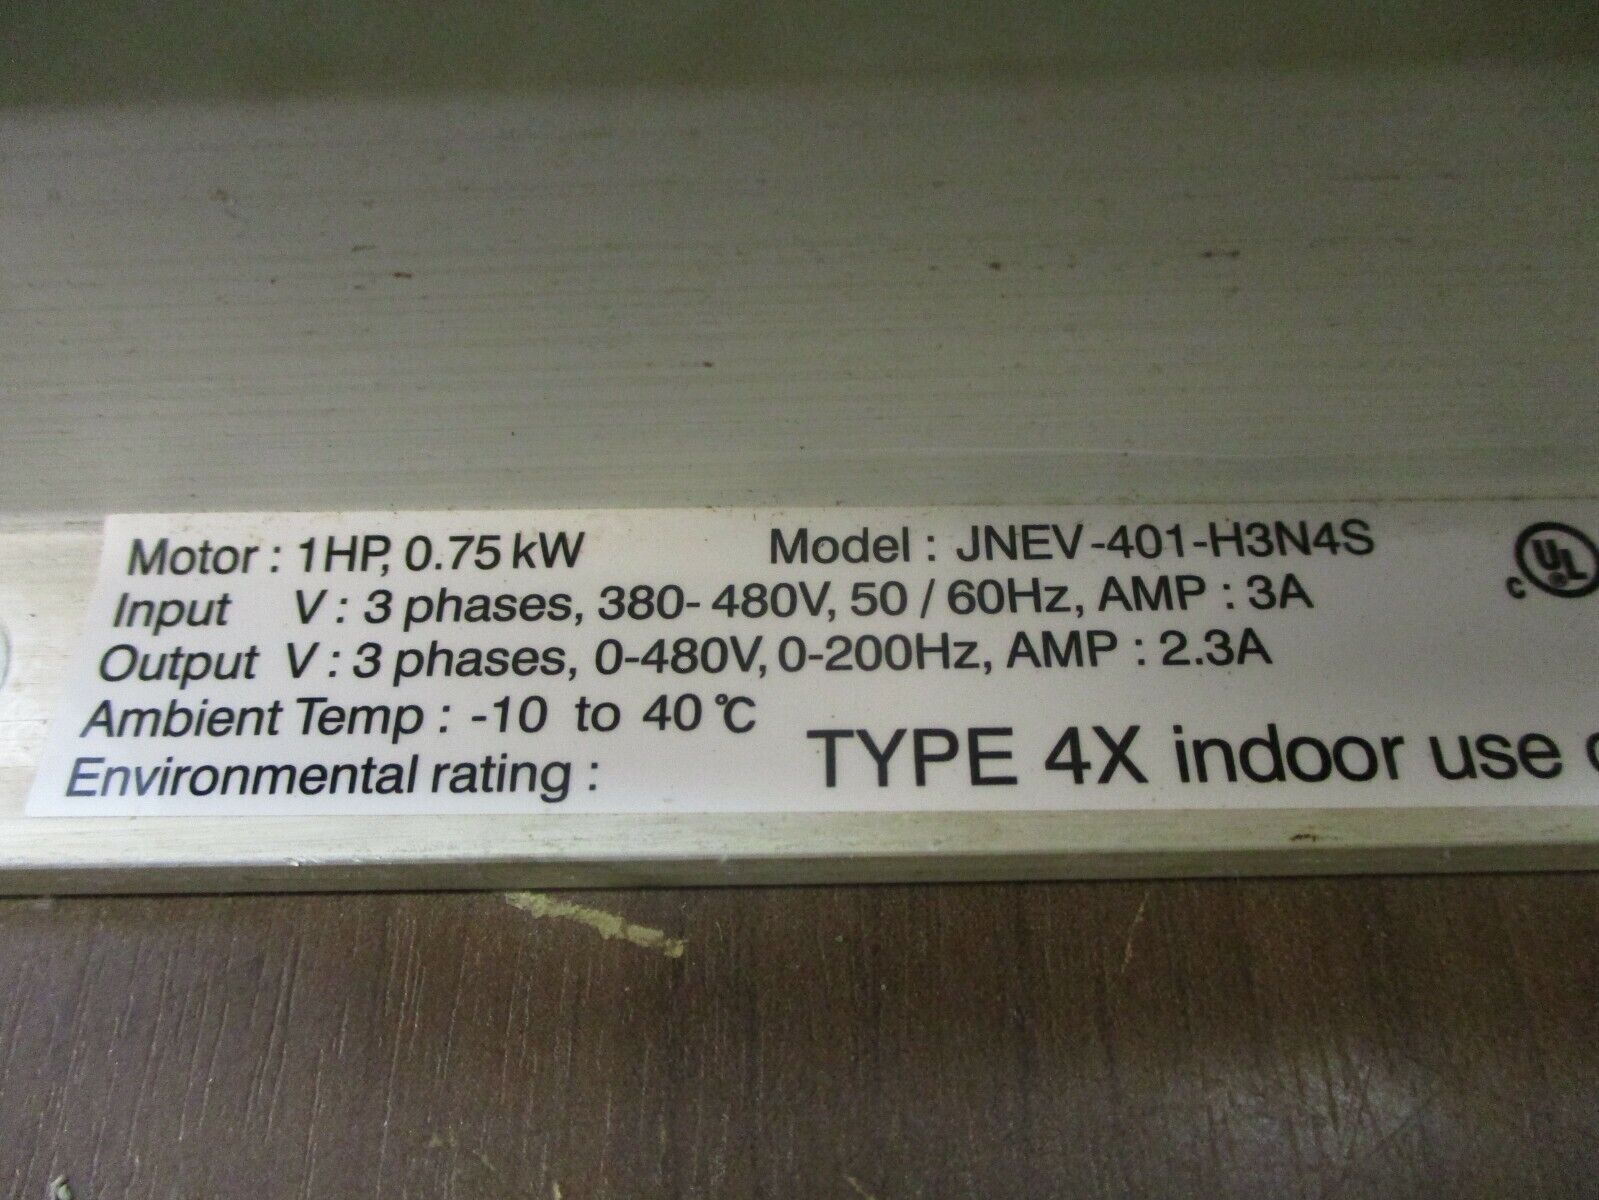 Motor : 1HP, 0.75 kW Model : JNEV-401-H3N4S
Input V : 3 phases, 380-480V, 50 / 60Hz, AMP : 3A
Output V : 3 phases, 0-480V, 0-200Hz, AMP : 2.3A
Ambient Temp : -10 to 40℃
Environmental rating : TYPE 4X indoor use
c UL ®